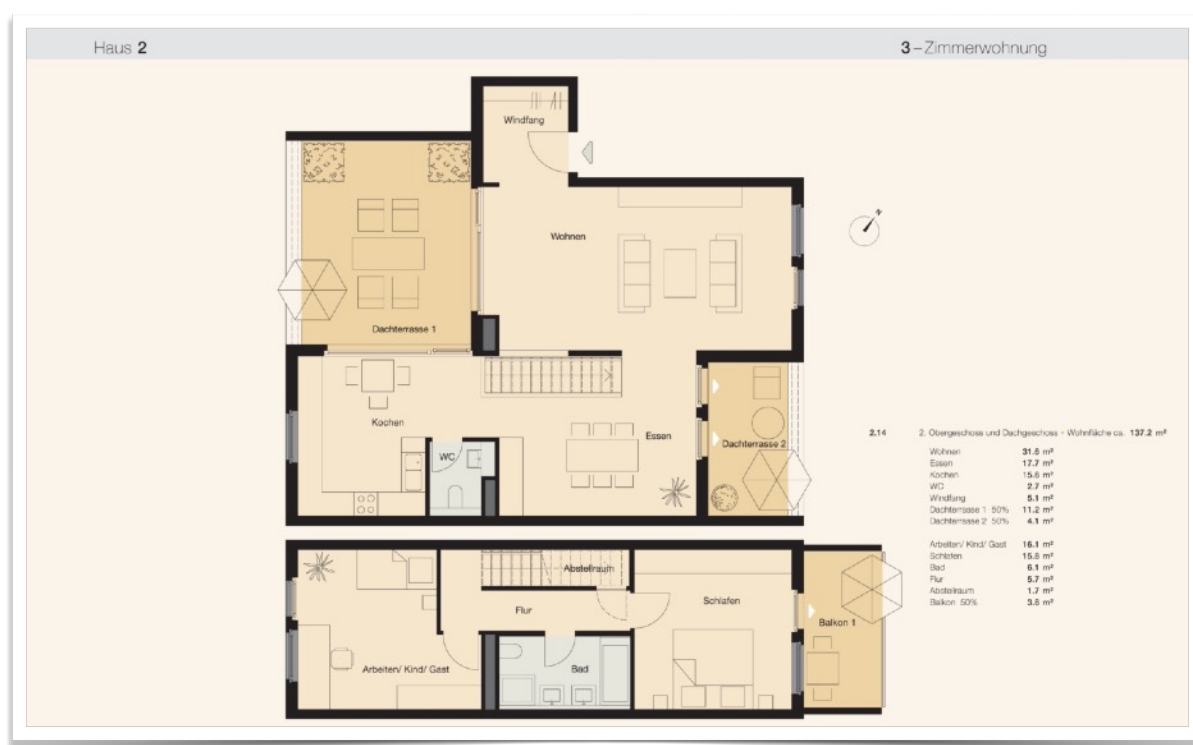 Haus 2
3-Zimmerwohnung
Windfang
N
Wohnen
Dachterrasse 1
Kochen
WC
Essen
Dachterrasse 2
2.14 2. Obergeschoss und Dachgeschoss - Wohnfläche ca. 137.2 m²
Wohnen 31.6 m²
Essen 17.7 m²
Kochen 15.6 m²
WC 2.7 m²
Windfang 5.1 m²
Dachterrasse 1 50% 11.2 m²
Dachterrasse 2 50% 4.1 m²
Arbeiten/ Kind/ Gast 16.1 m²
Schlafen 15.8 m²
Bad 6.1 m²
Flur 5.7 m²
Abstellraum 1.7 m²
Balkon 50% 3.8 m²
Abstellraum
Flur
Schlafen
Balkon 1
Arbeiten/ Kind/ Gast
Bad